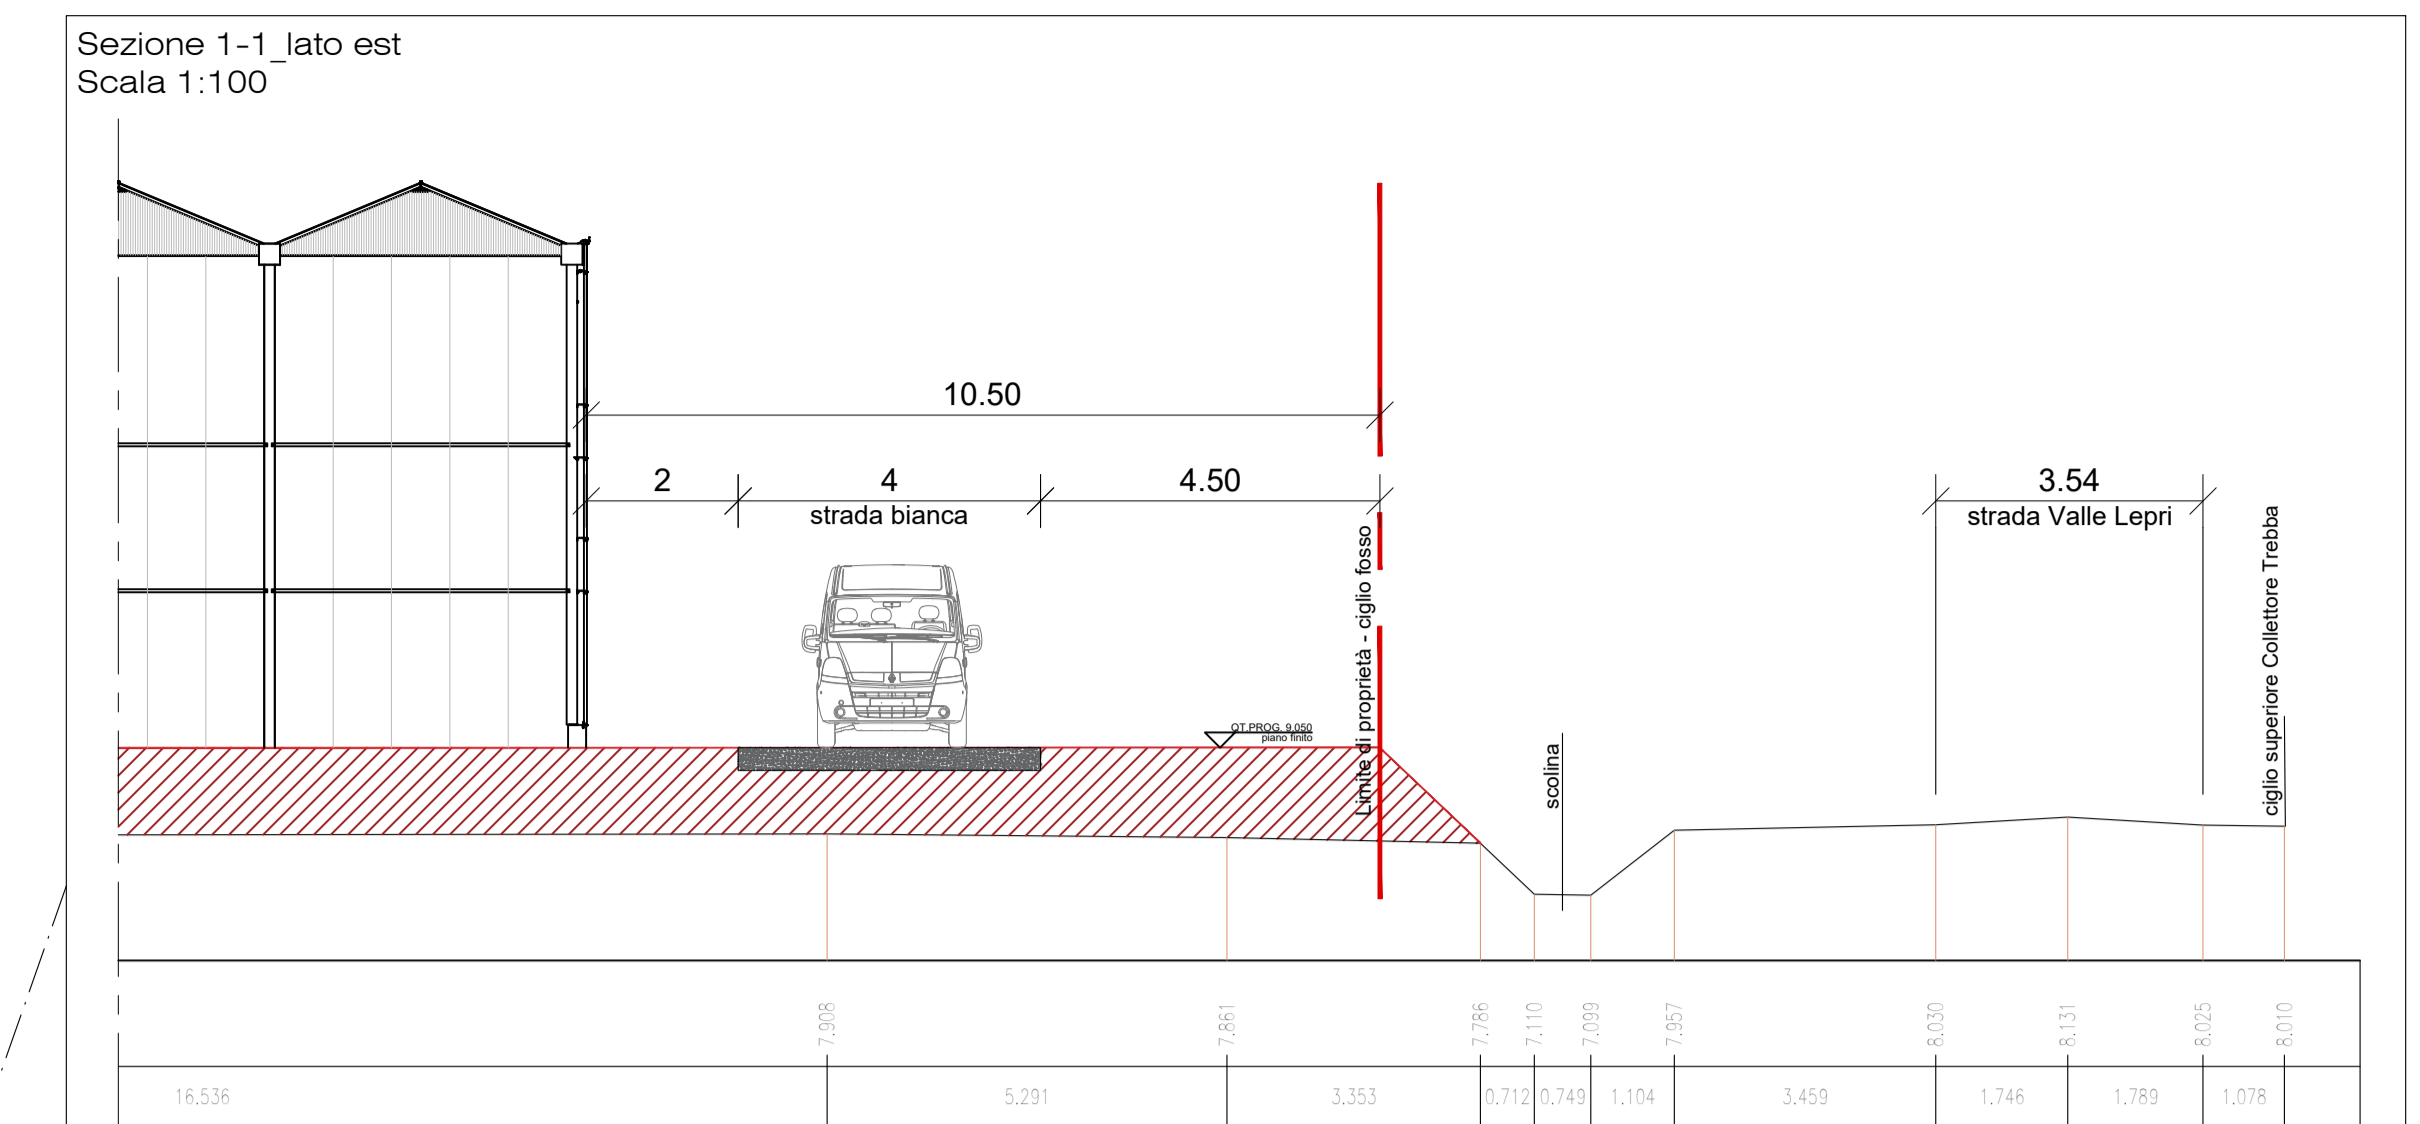 Sezione 1-1_lato est
Scala 1:100
10.50
2
4
4.50
3.54
strada bianca
strada Valle Lepri
Limite di proprietà - ciglio fosso
ciglio superiore Collettore Trebba
QT.PROG. 9.050
piano finito
scolina
7.908
7.861
7.786
7.110
7.099
7.957
8.030
8.131
8.025
8.010
16.536
5.291
3.353
0.712
0.749
1.104
3.459
1.746
1.789
1.078